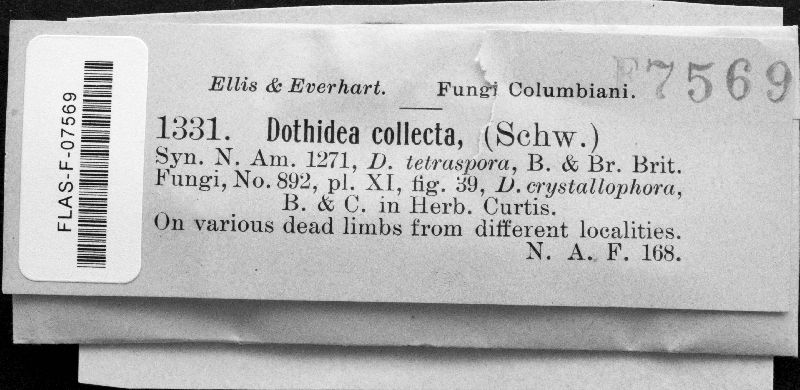 FLAS-F-07569
Ellis & Everhart. Fungi Columbiani.
F7569
1331. Dothidea collecta, (Schw.)
Syn. N. Am. 1271, D. tetraspora, B. & Br. Brit.
Fungi, No. 892, pl. XI, fig. 39, D. crystallophora,
B. & C. in Herb. Curtis.
On various dead limbs from different localities.
N. A. F. 168.